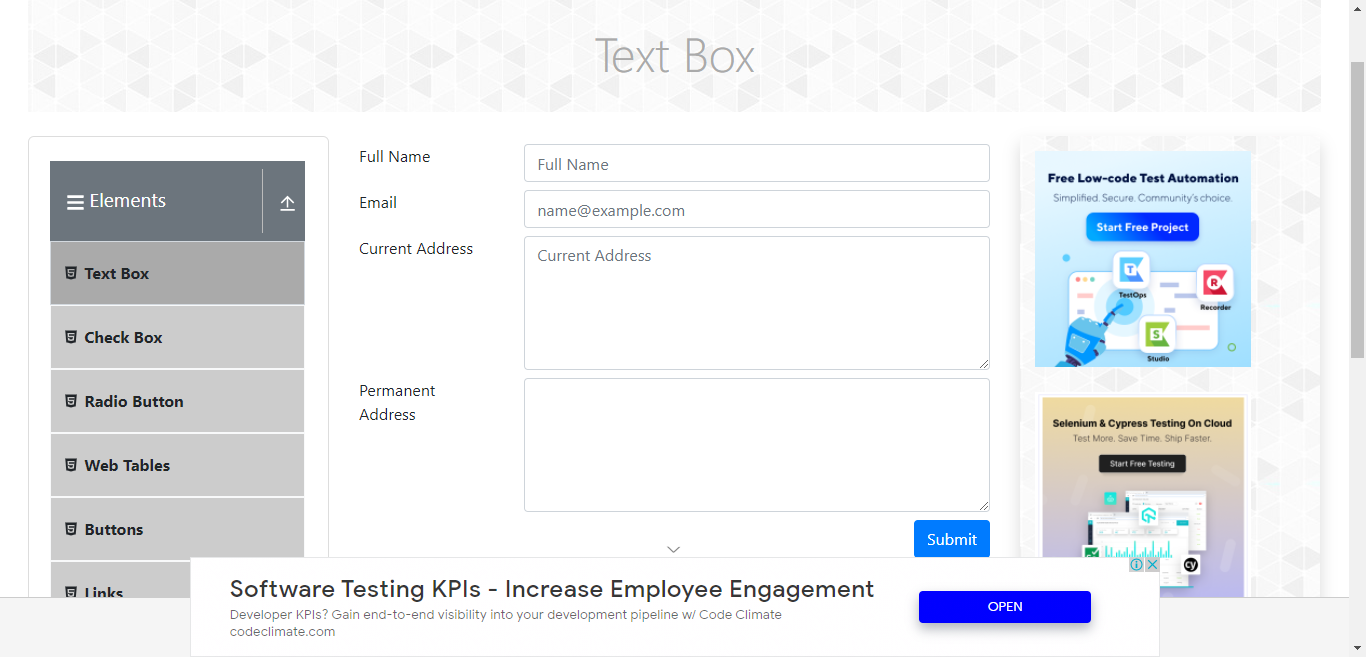 Text Box
Elements
Text Box
Check Box
Radio Button
Web Tables
Buttons
Links
Full Name
Full Name
Email
name@example.com
Current Address
Current Address
Permanent
Address
Submit
Free Low-code Test Automation
Simplified. Secure. Community's choice.
Start Free Project
TestOps
R
Recorder
S
Studio
Selenium & Cypress Testing On Cloud
Test More. Save Time. Ship Faster.
Start Free Testing
cy
Software Testing KPIs - Increase Employee Engagement
Developer KPIs? Gain end-to-end visibility into your development pipeline w/ Code Climate
codeclimate.com
OPEN